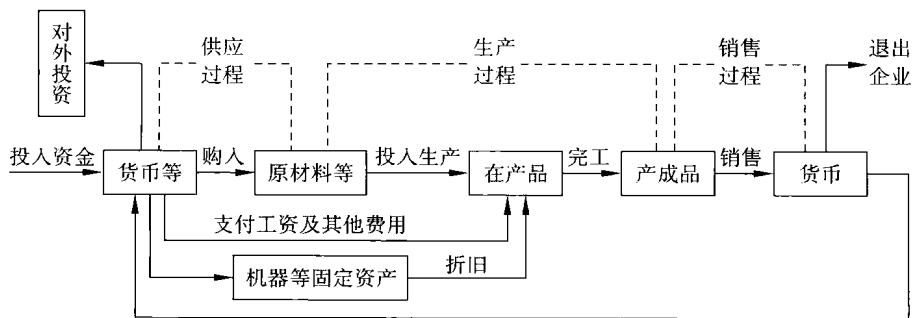 对外投资
供应过程
生产过程
销售过程
退出企业
投入资金
货币等
购入
原材料等
投入生产
在产品
完工
产成品
销售
货币
支付工资及其他费用
机器等固定资产
折旧